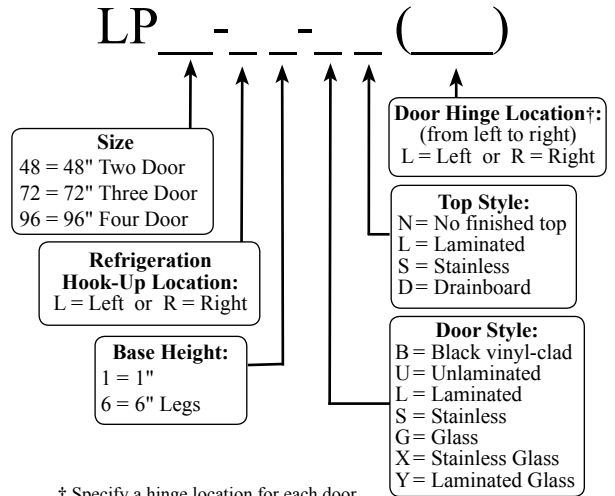 LP__-_ _-_ _ (___)
Size
48 = 48" Two Door
72 = 72" Three Door
96 = 96" Four Door
Refrigeration
Hook-Up Location:
L = Left or R = Right
Base Height:
1 = 1"
6 = 6" Legs
Door Hinge Location†:
(from left to right)
L = Left or R = Right
Top Style:
N = No finished top
L = Laminated
S = Stainless
D = Drainboard
Door Style:
B = Black vinyl-clad
U = Unlaminated
L = Laminated
S = Stainless
G = Glass
X = Stainless Glass
Y = Laminated Glass
† Specify a hinge location for each door